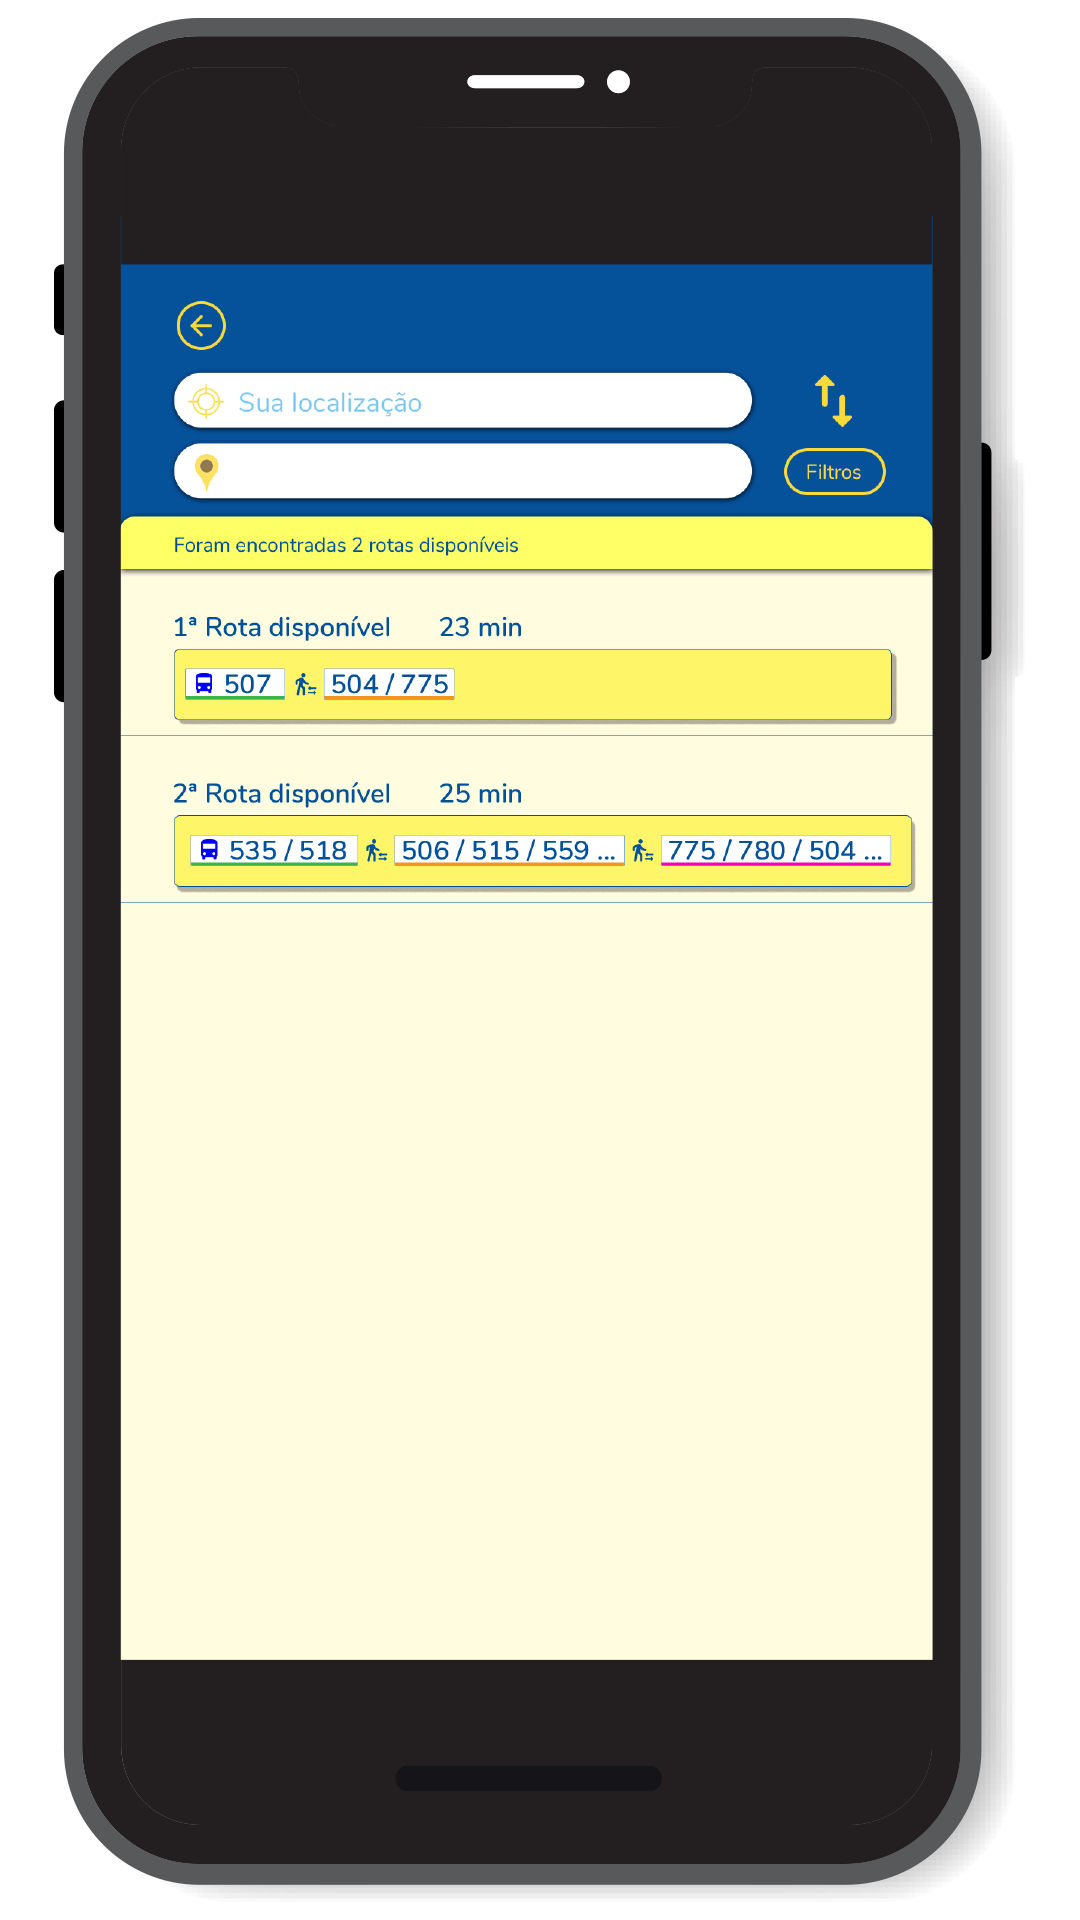 Sua localização
Filtros
Foram encontradas 2 rotas disponíveis
1ª Rota disponível 23 min
507 504 / 775
2ª Rota disponível 25 min
535 / 518 506 / 515 / 559 ... 775 / 780 / 504 ...